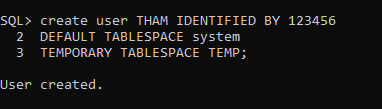 SQL> create user THAM IDENTIFIED BY 123456
2 DEFAULT TABLESPACE system
3 TEMPORARY TABLESPACE TEMP;
User created.